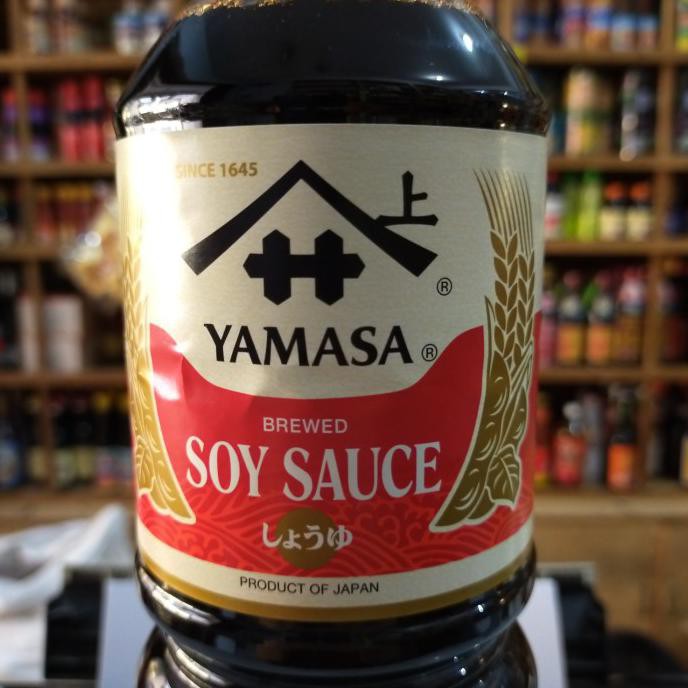 SINCE 1645
上
®
YAMASA ®
BREWED
SOY SAUCE
しょうゆ
PRODUCT OF JAPAN